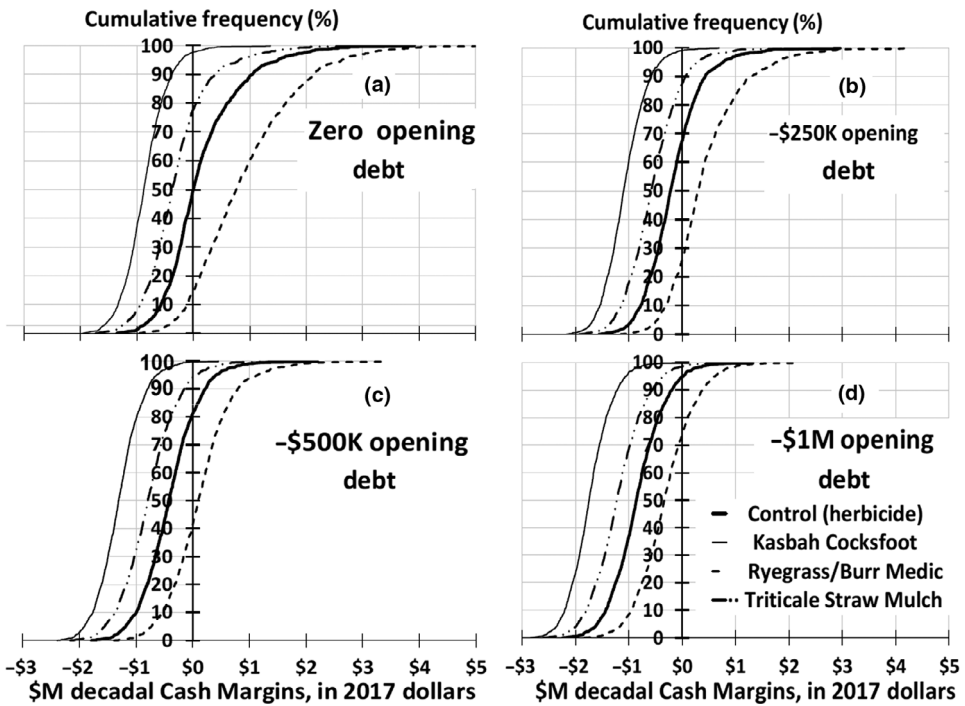 Cumulative frequency (%)
100
90
80
70
60
50
40
30
20
10
0
(a)
Zero opening
debt
Cumulative frequency (%)
100
90
80
70
60
50
40
30
20
10
0
(b)
–$250K opening
debt
100
90
80
70
60
50
40
30
20
10
0
(c)
–$500K opening
debt
–$3 –$2 –$1 $0 $1 $2 $3 $4 $5
$M decadal Cash Margins, in 2017 dollars
100
90
80
70
60
50
40
30
20
10
0
(d)
–$1M opening
debt
Control (herbicide)
Kasbah Cocksfoot
Ryegrass/Burr Medic
Triticale Straw Mulch
–$3 –$2 –$1 $0 $1 $2 $3 $4 $5
$M decadal Cash Margins, in 2017 dollars